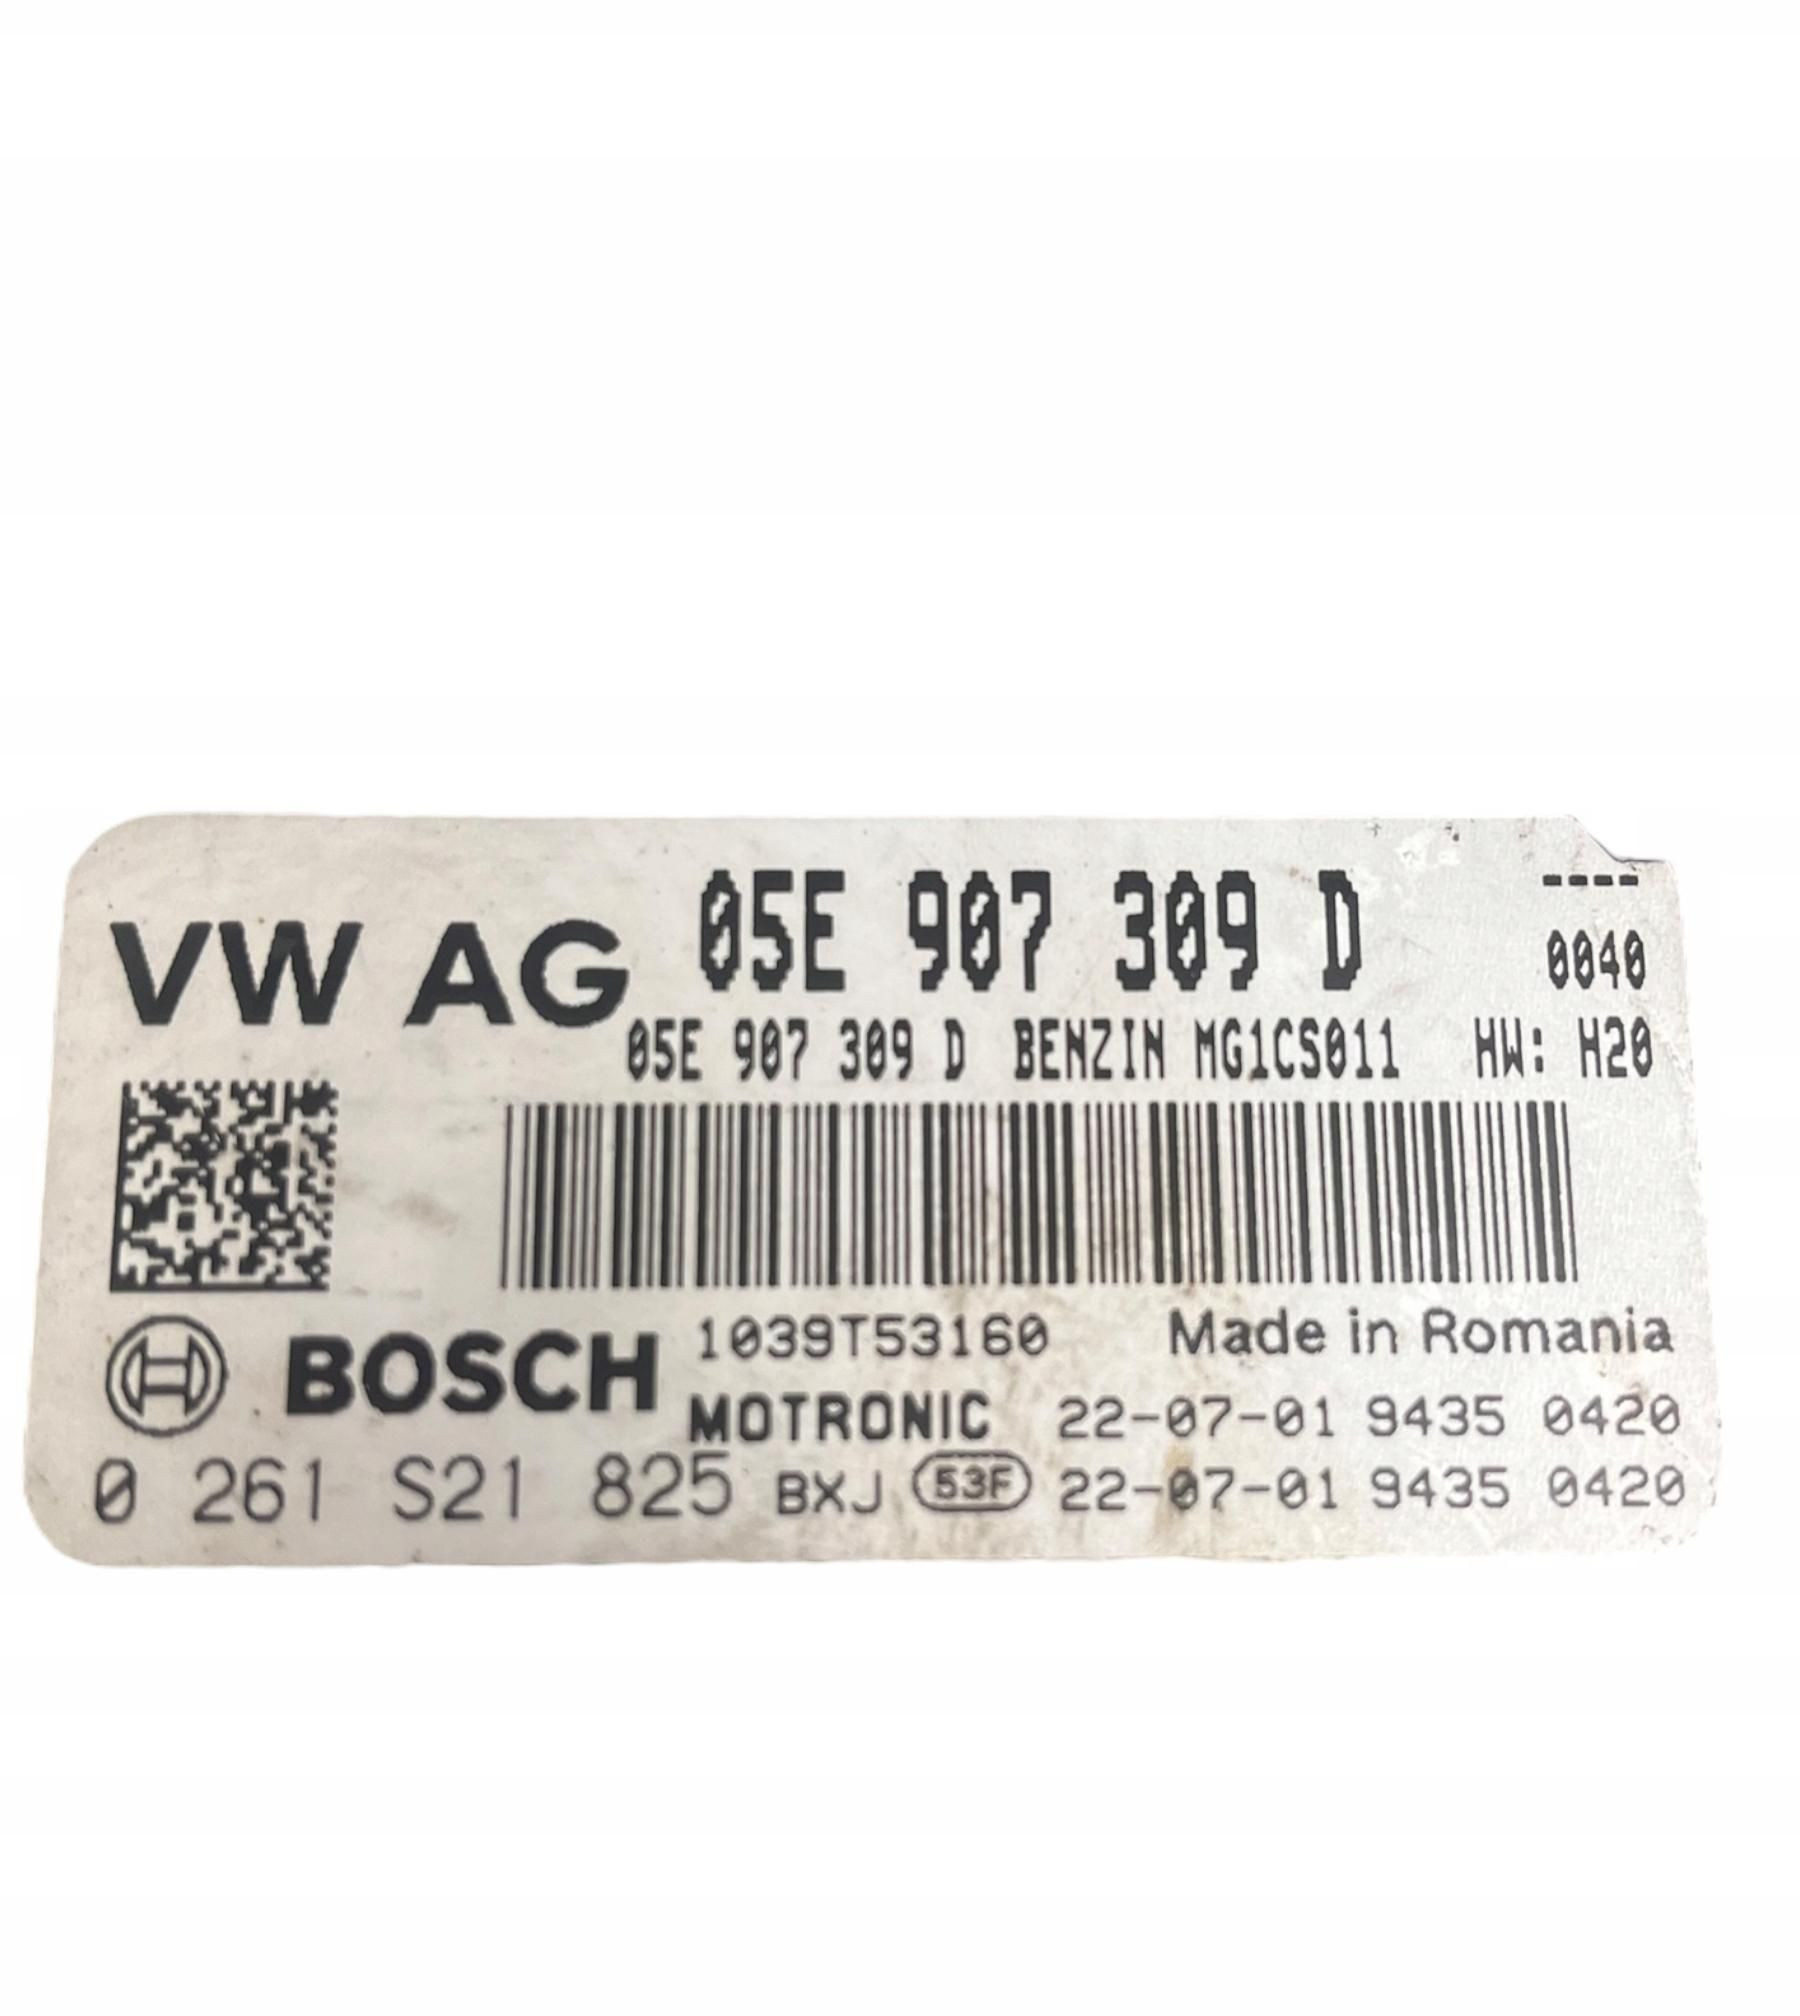 VW AG 05E 907 309 D ----
0040
05E 907 309 D BENZIN MG1CS011 HW: H20
BOSCH 1039T53160 Made in Romania
MOTRONIC 22-07-01 9435 0420
0 261 S21 825 BXJ 53F 22-07-01 9435 0420